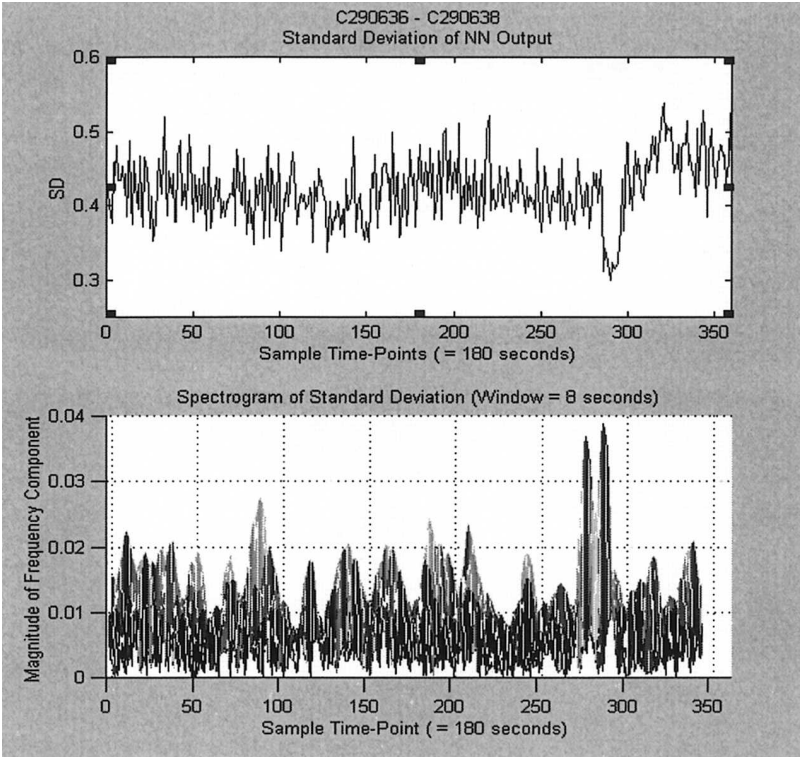 C290636 - C290638
Standard Deviation of NN Output
0.6
0.5
0.4
0.3
SD
50 100 150 200 250 300 350
Sample Time-Points ( = 180 seconds)
Spectrogram of Standard Deviation (Window = 8 seconds)
0.04
0.03
0.02
0.01
0
Magnitude of Frequency Component
0 50 100 150 200 250 300 350
Sample Time-Point ( = 180 seconds)